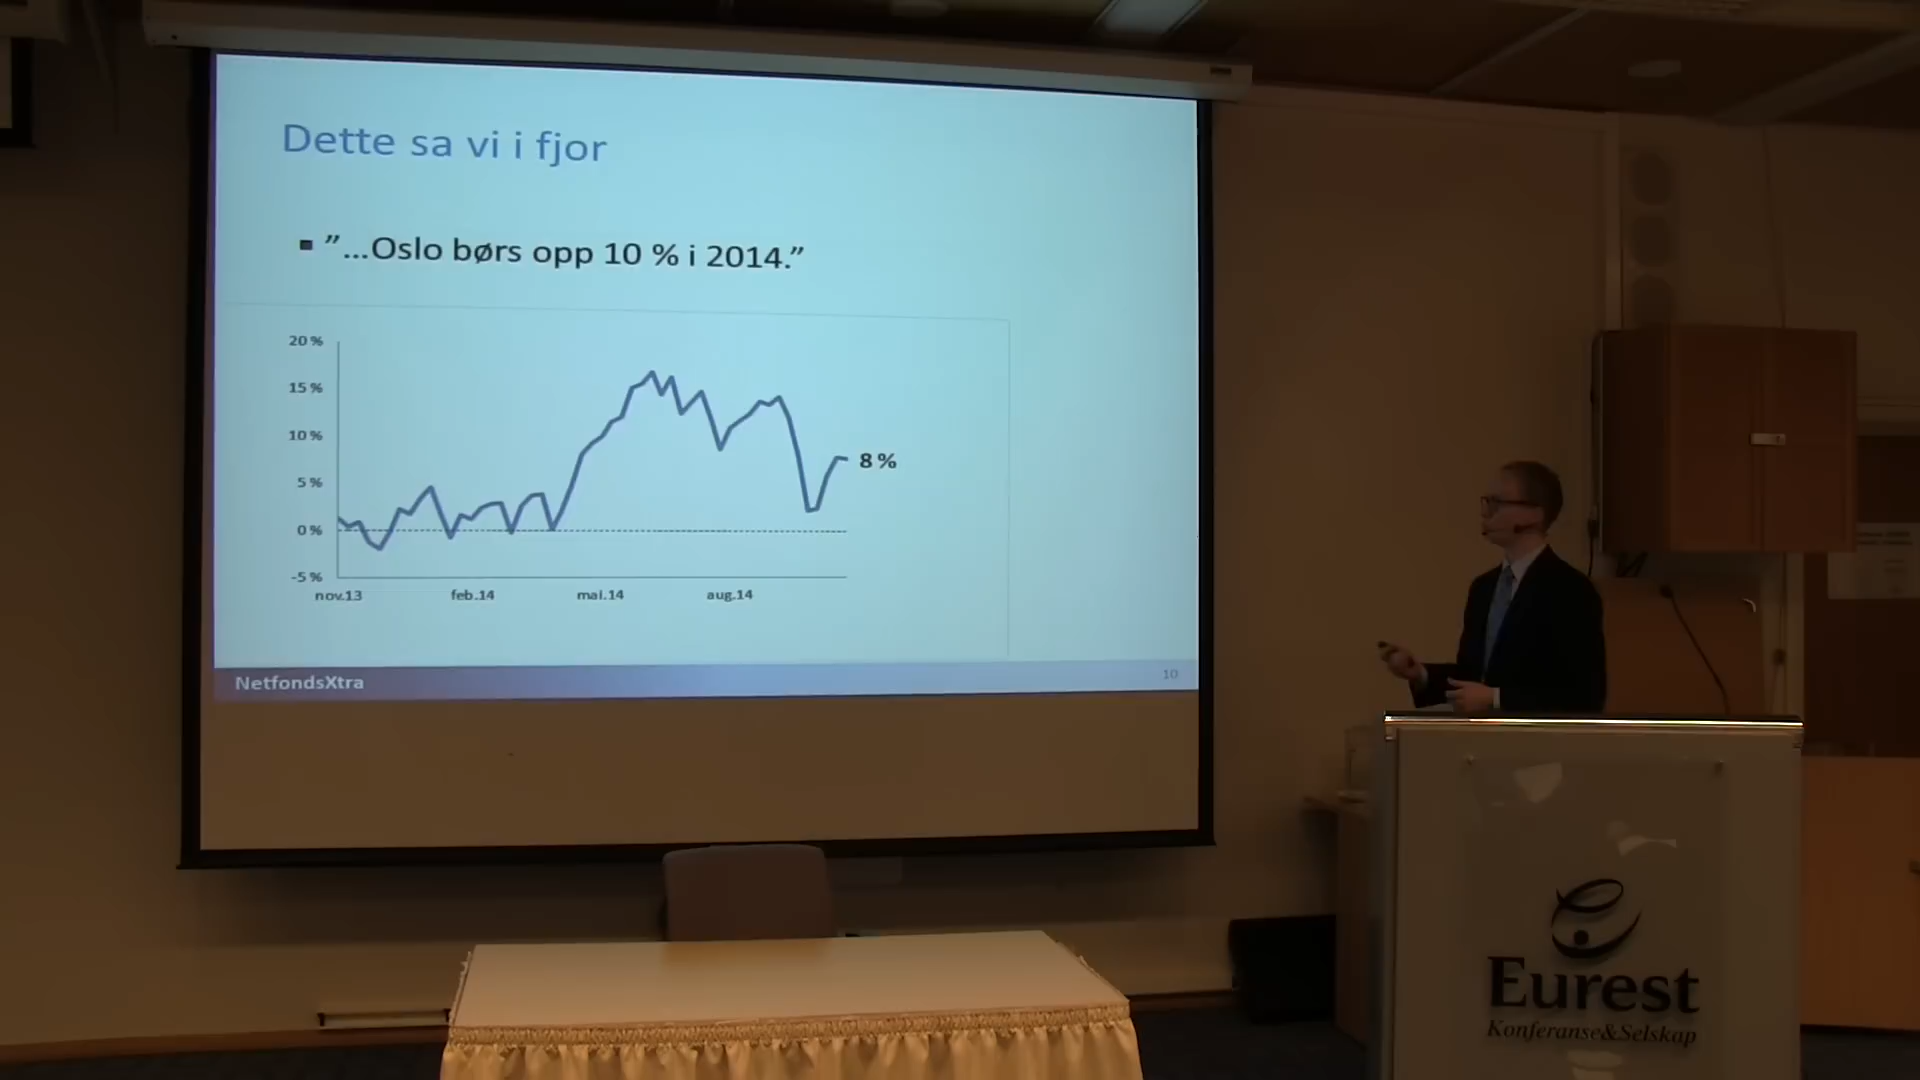 Dette sa vi i fjor
▪ ”...Oslo børs opp 10 % i 2014.”
20 %
15 %
10 %
5 %
0 %
-5 %
8 %
nov.13 feb.14 mai.14 aug.14
NetfondsXtra
10
Eurest
Konferanse&Selskap